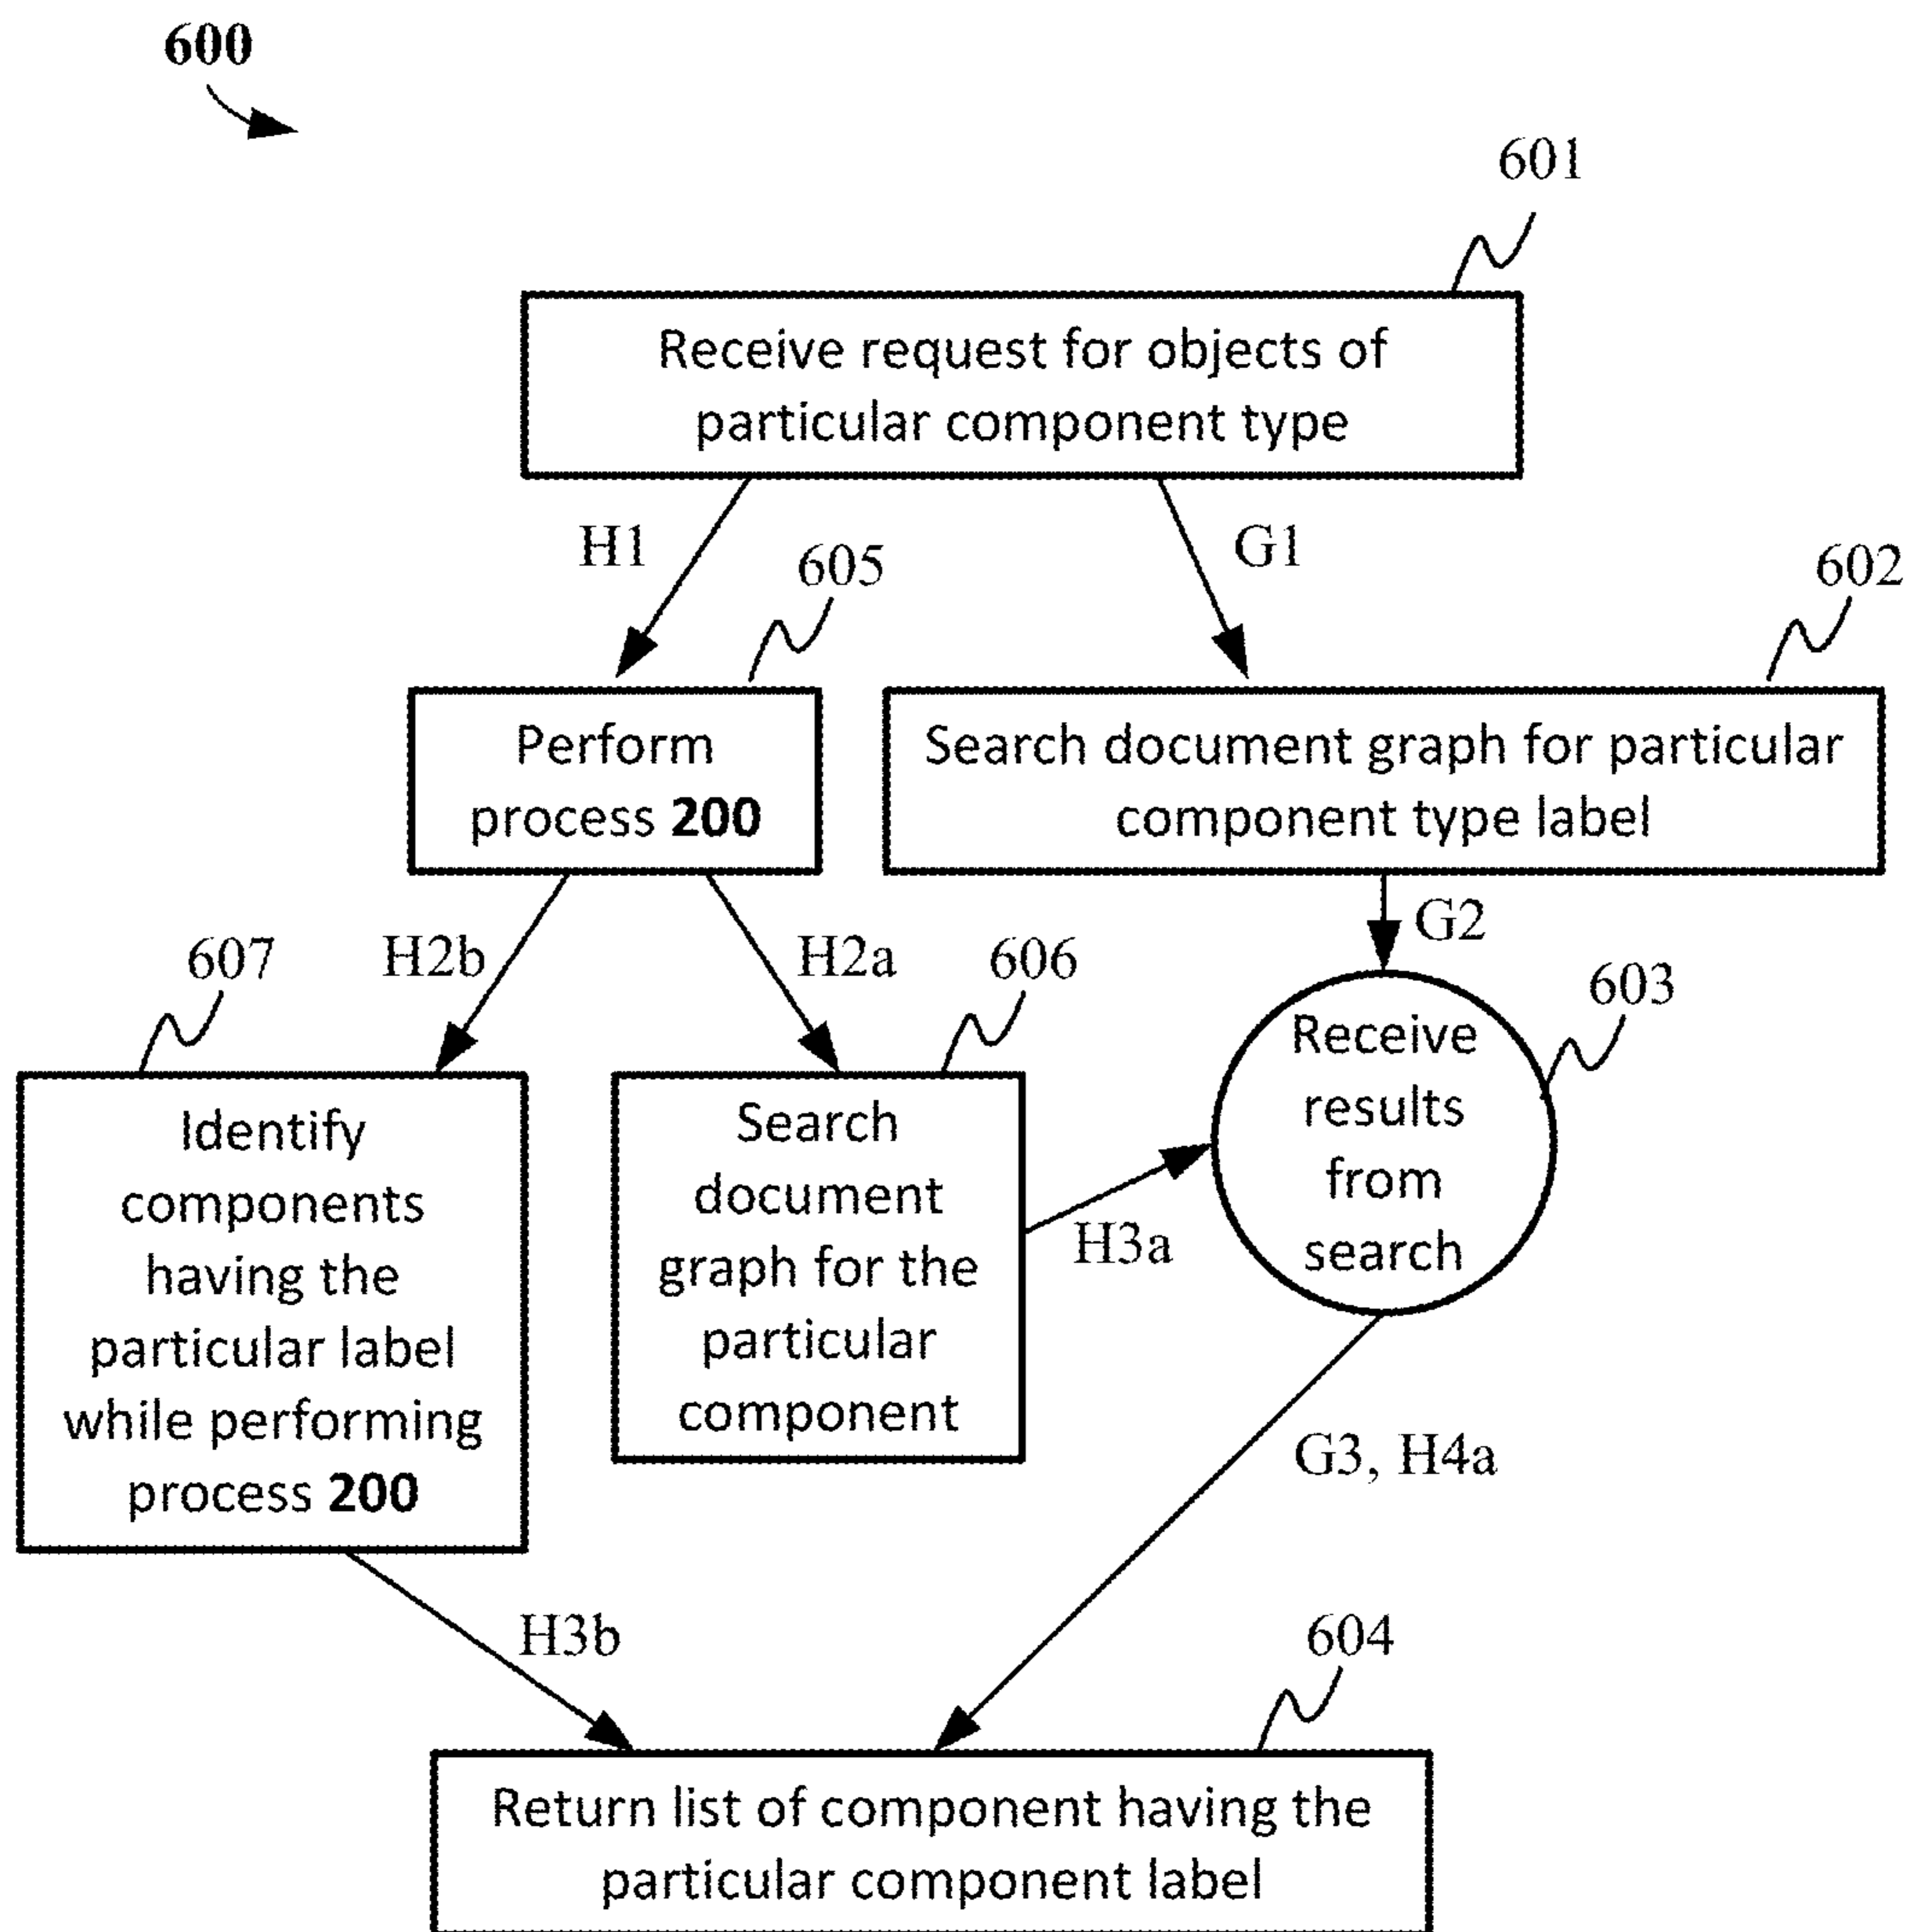 600
601
Receive request for objects of
particular component type
H1
G1
605
602
Perform
process 200
Search document graph for particular
component type label
G2
607
H2b
H2a
606
603
Identify
components
having the
particular label
while performing
process 200
Search
document
graph for the
particular
component
Receive
results
from
search
H3a
G3, H4a
H3b
604
Return list of component having the
particular component label